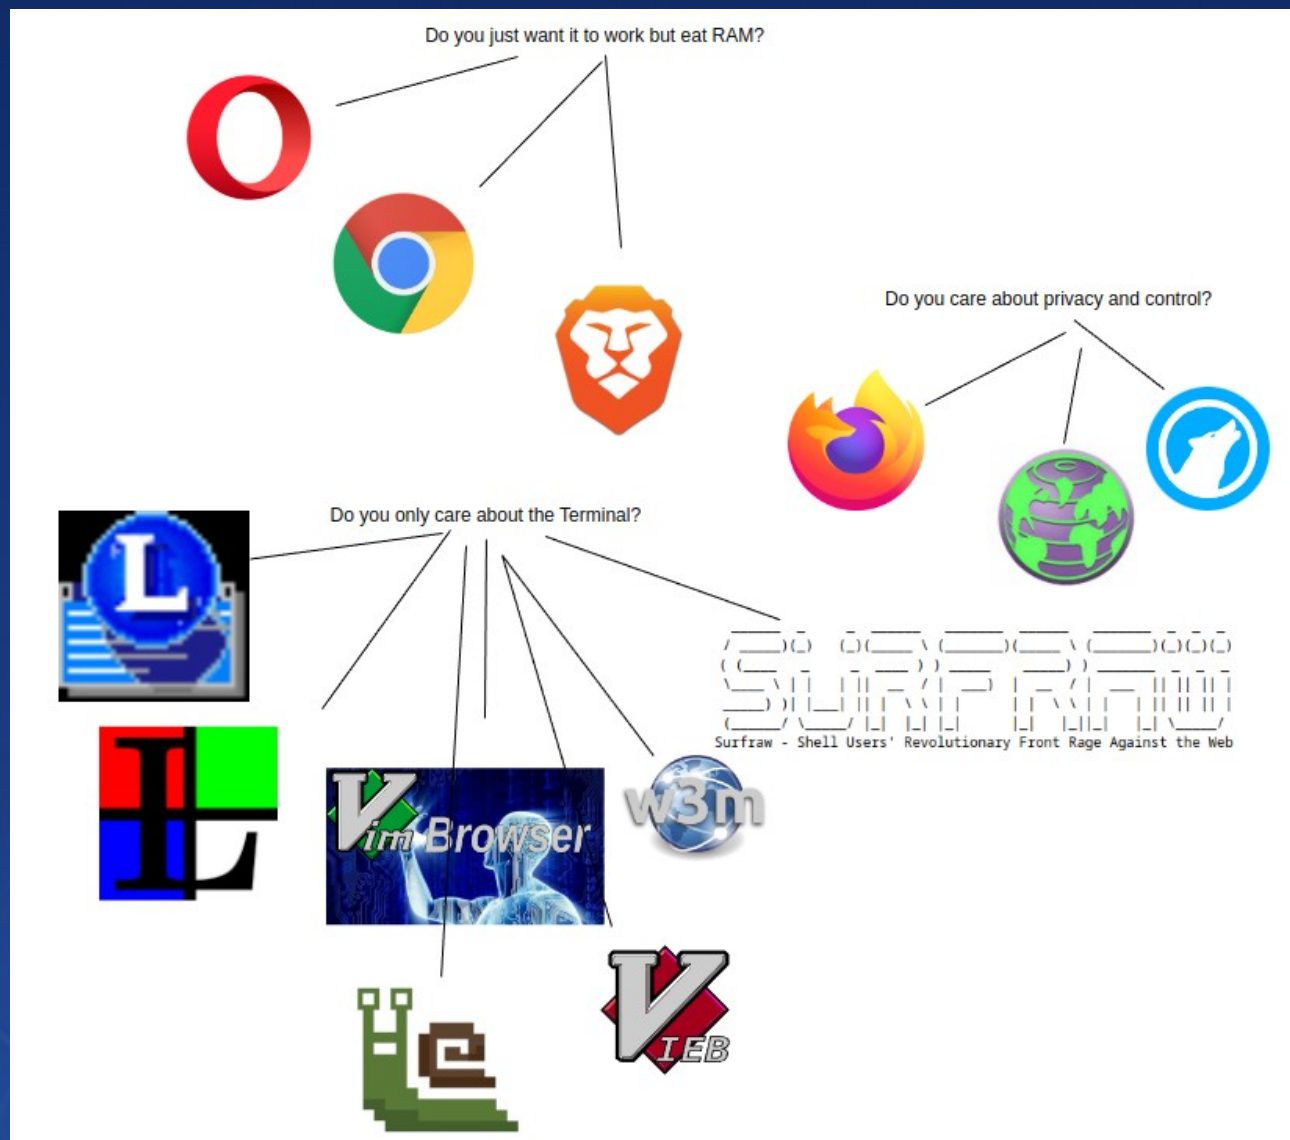 Do you just want it to work but eat RAM?
Do you care about privacy and control?
Do you only care about the Terminal?
L
SURFRAW
Surfraw - Shell Users' Revolutionary Front Rage Against the Web
L
Vim Browser
w3m
VIEB